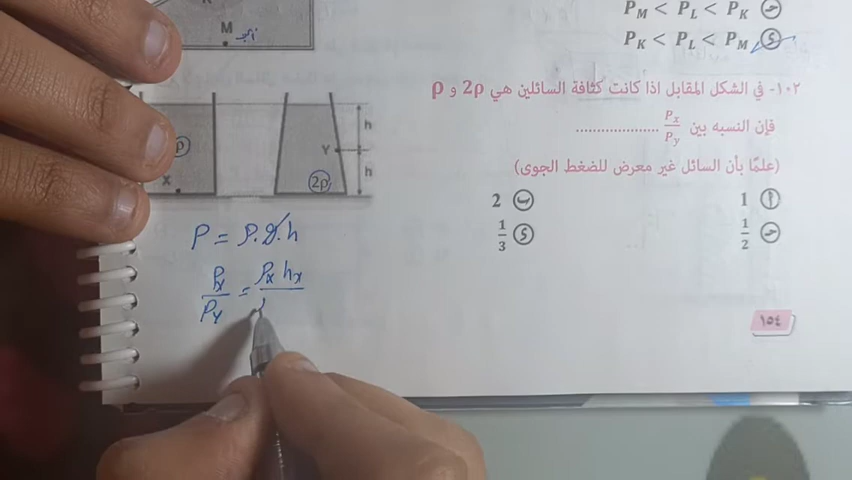 P_M < P_L < P_K (ج)
P_K < P_L < P_M (د)
١٠٢- في الشكل المقابل اذا كانت كثافة السائلين هي 2ρ و ρ
فإن النسبه بين P_x/P_y ....................
(علمًا بأن السائل غير معرض للضغط الجوى)
(أ) 1 (ب) 2
(ج) 1/2 (د) 1/3
١٥٤
M
h
Y
h
X
ρ
2ρ
P = ρ.g.h
P_x/P_y = ρ_x h_x